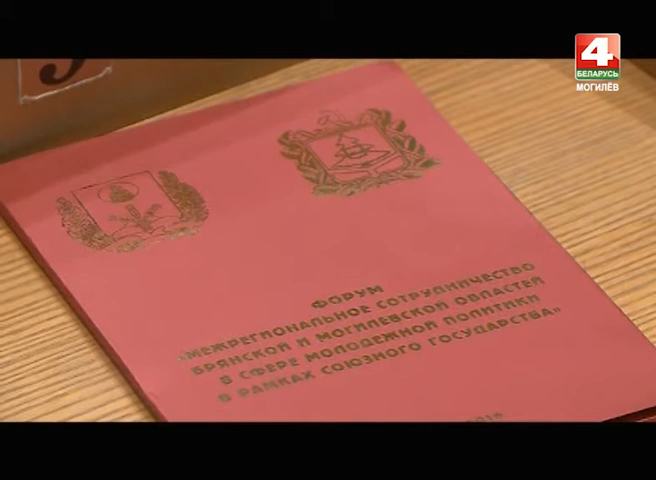 4
БЕЛАРУСЬ
МОГИЛЁВ
ФОРУМ
«МЕЖРЕГИОНАЛЬНОЕ СОТРУДНИЧЕСТВО
БРЯНСКОЙ И МОГИЛЕВСКОЙ ОБЛАСТЕЙ
В СФЕРЕ МОЛОДЕЖНОЙ ПОЛИТИКИ
В РАМКАХ СОЮЗНОГО ГОСУДАРСТВА»